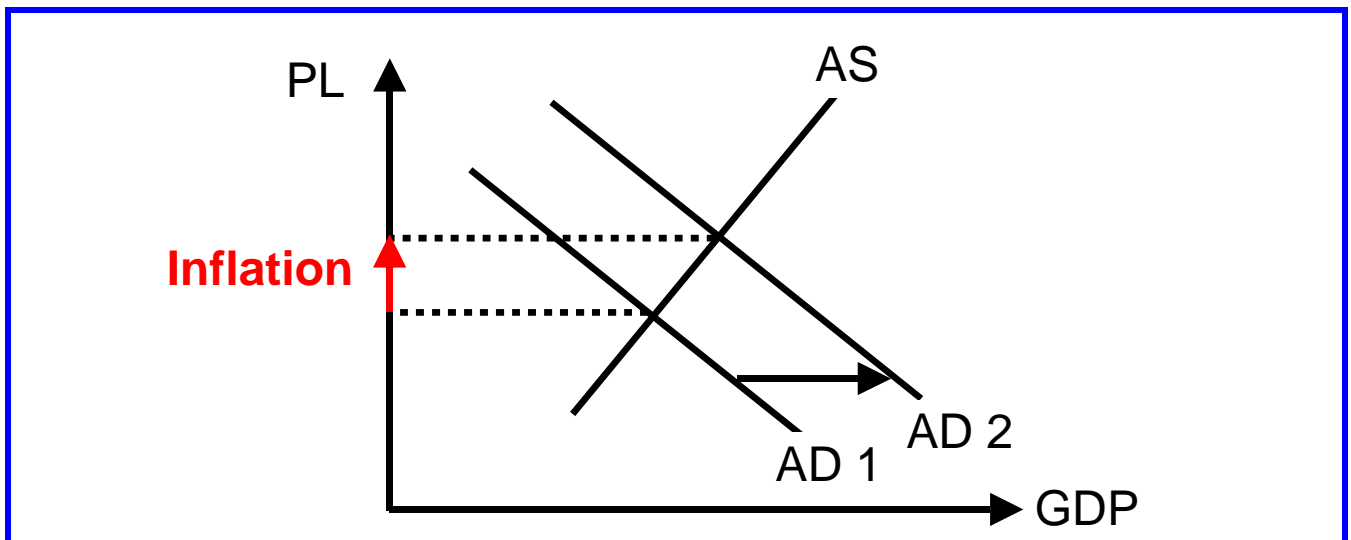 AS
PL
Inflation
AD 2
AD 1
GDP